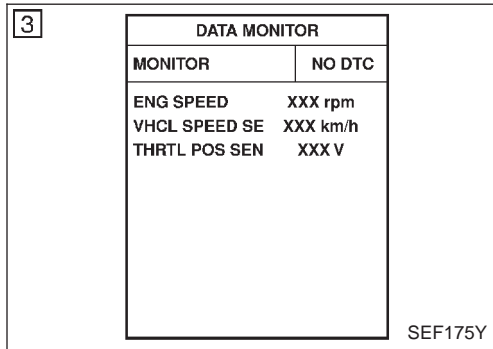 3
DATA MONITOR
MONITOR NO DTC
ENG SPEED XXX rpm
VHCL SPEED SE XXX km/h
THRTL POS SEN XXX V
SEF175Y